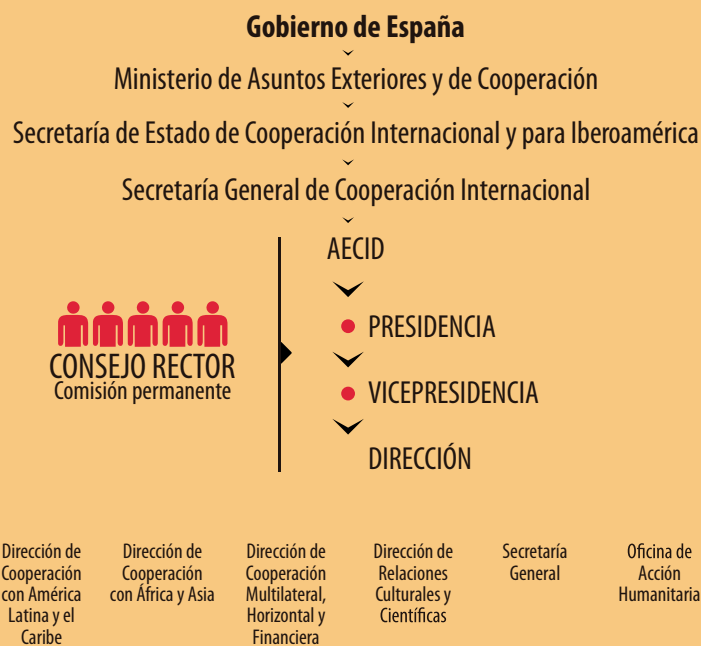 Gobierno de España
Ministerio de Asuntos Exteriores y de Cooperación
Secretaría de Estado de Cooperación Internacional y para Iberoamérica
Secretaría General de Cooperación Internacional
AECID
CONSEJO RECTOR
Comisión permanente
PRESIDENCIA
VICEPRESIDENCIA
DIRECCIÓN
Dirección de
Cooperación
con América
Latina y el
Caribe
Dirección de
Cooperación
con África y Asia
Dirección de
Cooperación
Multilateral,
Horizontal y
Financiera
Dirección de
Relaciones
Culturales y
Científicas
Secretaría
General
Oficina de
Acción
Humanitaria